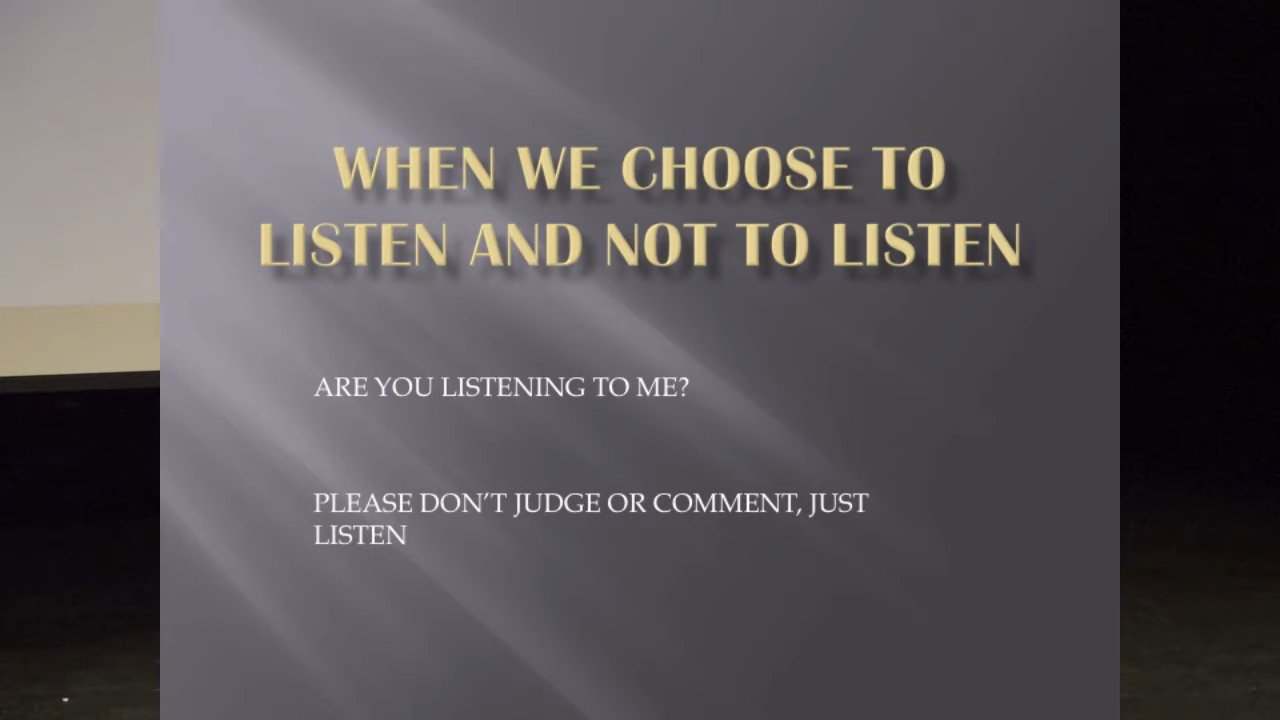 WHEN WE CHOOSE TO
LISTEN AND NOT TO LISTEN
ARE YOU LISTENING TO ME?
PLEASE DON'T JUDGE OR COMMENT, JUST
LISTEN